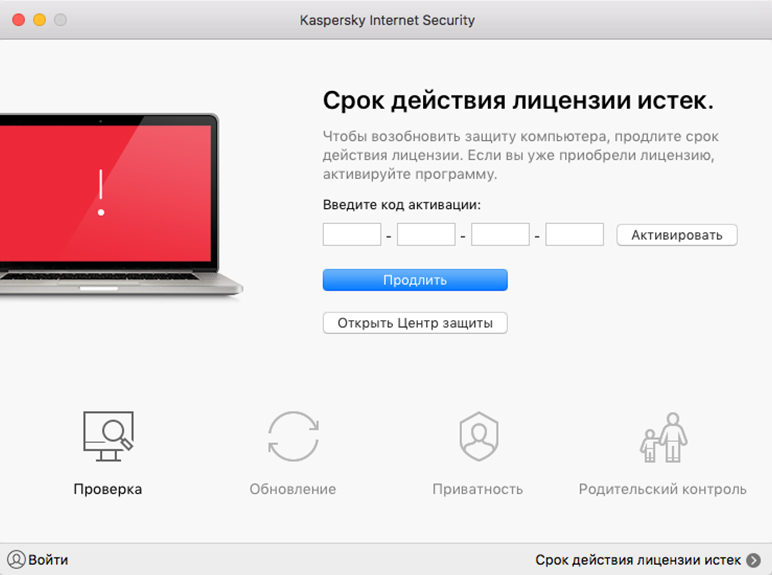 Kaspersky Internet Security
Срок действия лицензии истек.
Чтобы возобновить защиту компьютера, продлите срок
действия лицензии. Если вы уже приобрели лицензию,
активируйте программу.
Введите код активации:
- - - Активировать
Продлить
Открыть Центр защиты
Проверка Обновление Приватность Родительский контроль
Войти Срок действия лицензии истек